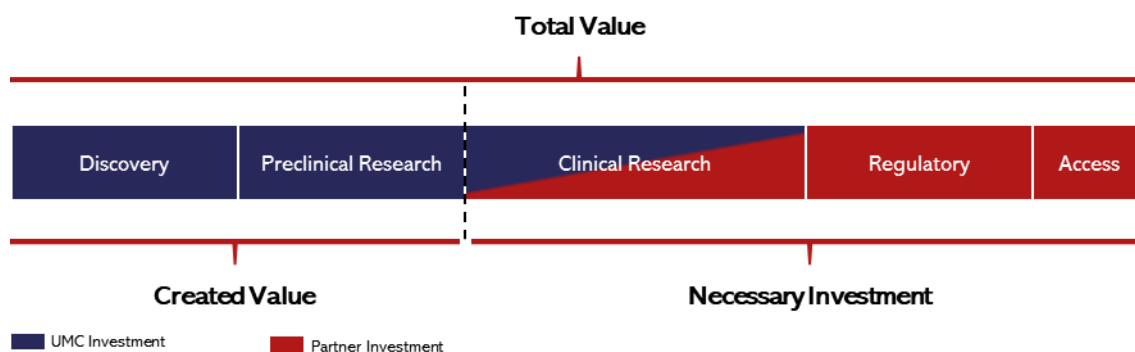 Total Value
Discovery
Preclinical Research
Clinical Research
Regulatory
Access
Created Value
Necessary Investment
UMC Investment
Partner Investment